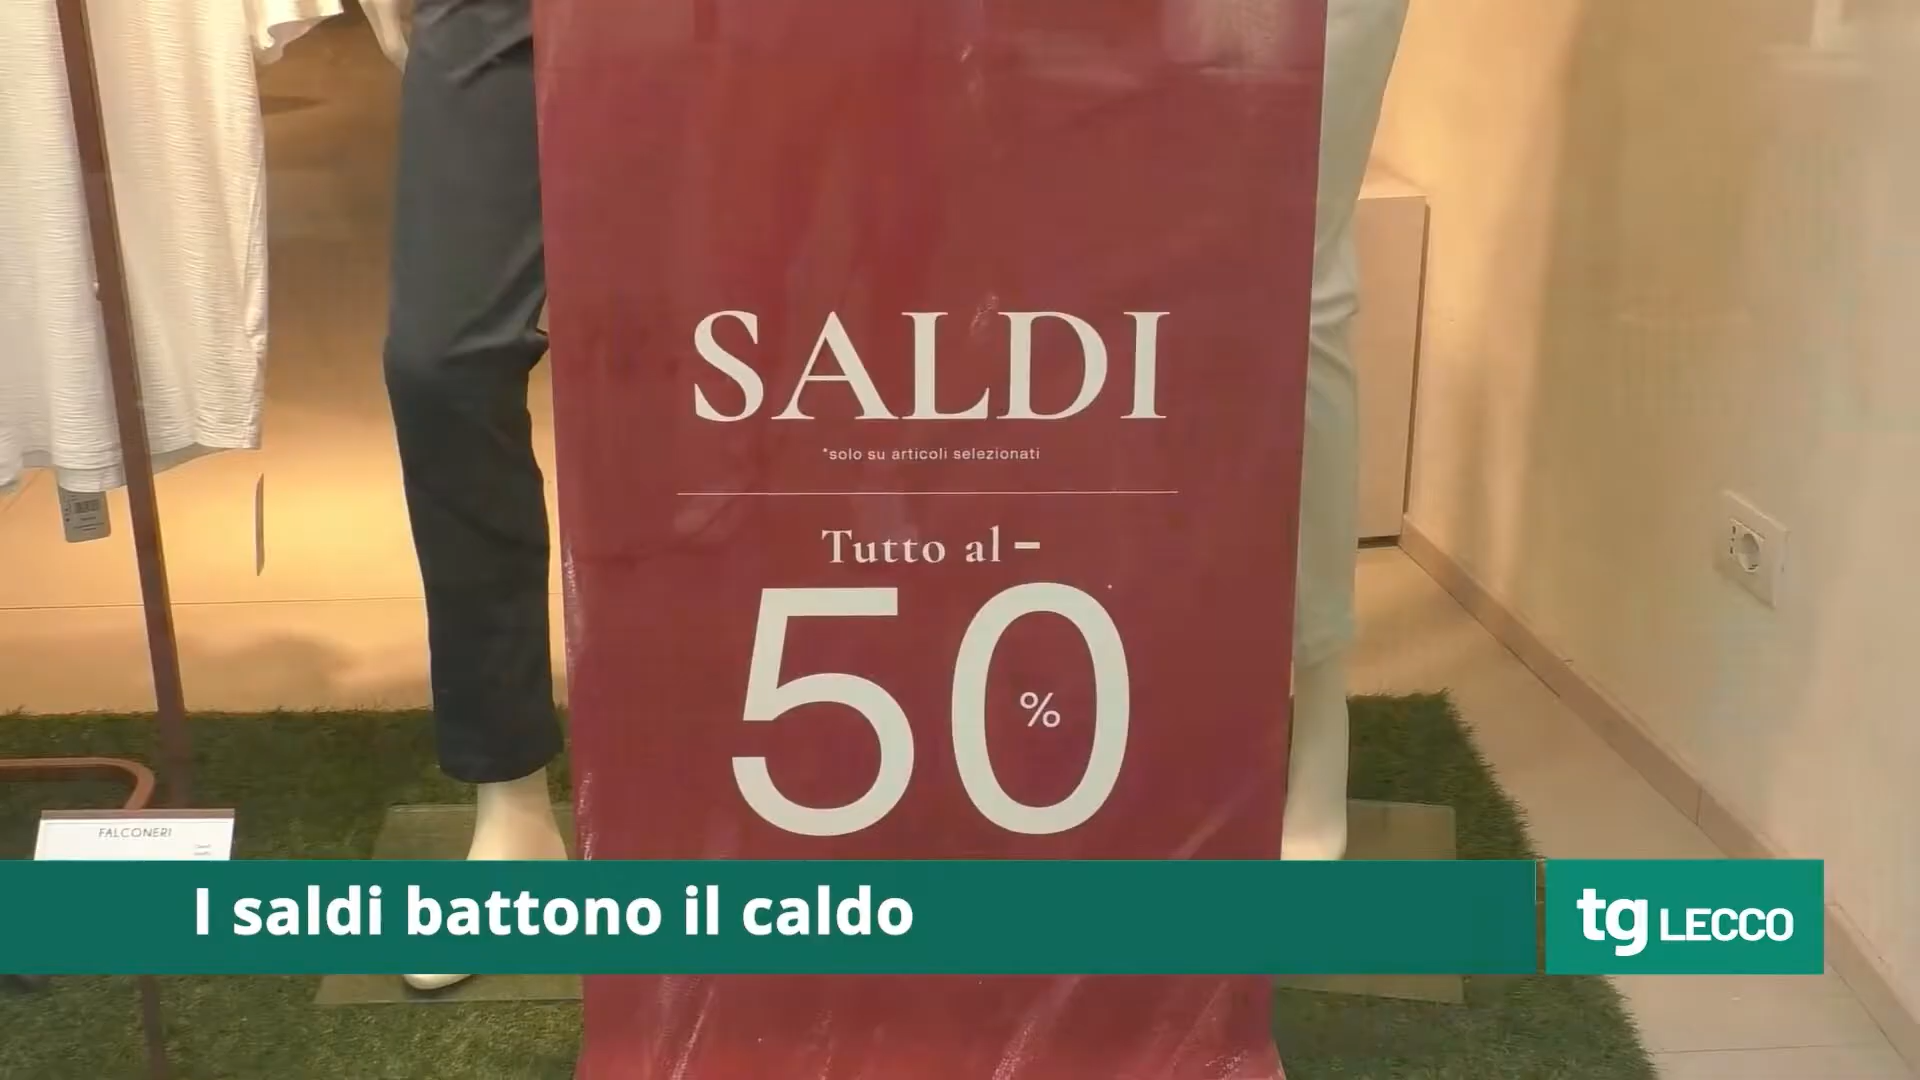 SALDI
*solo su articoli selezionati
Tutto al -
50%
FALCONERI
I saldi battono il caldo
tg LECCO